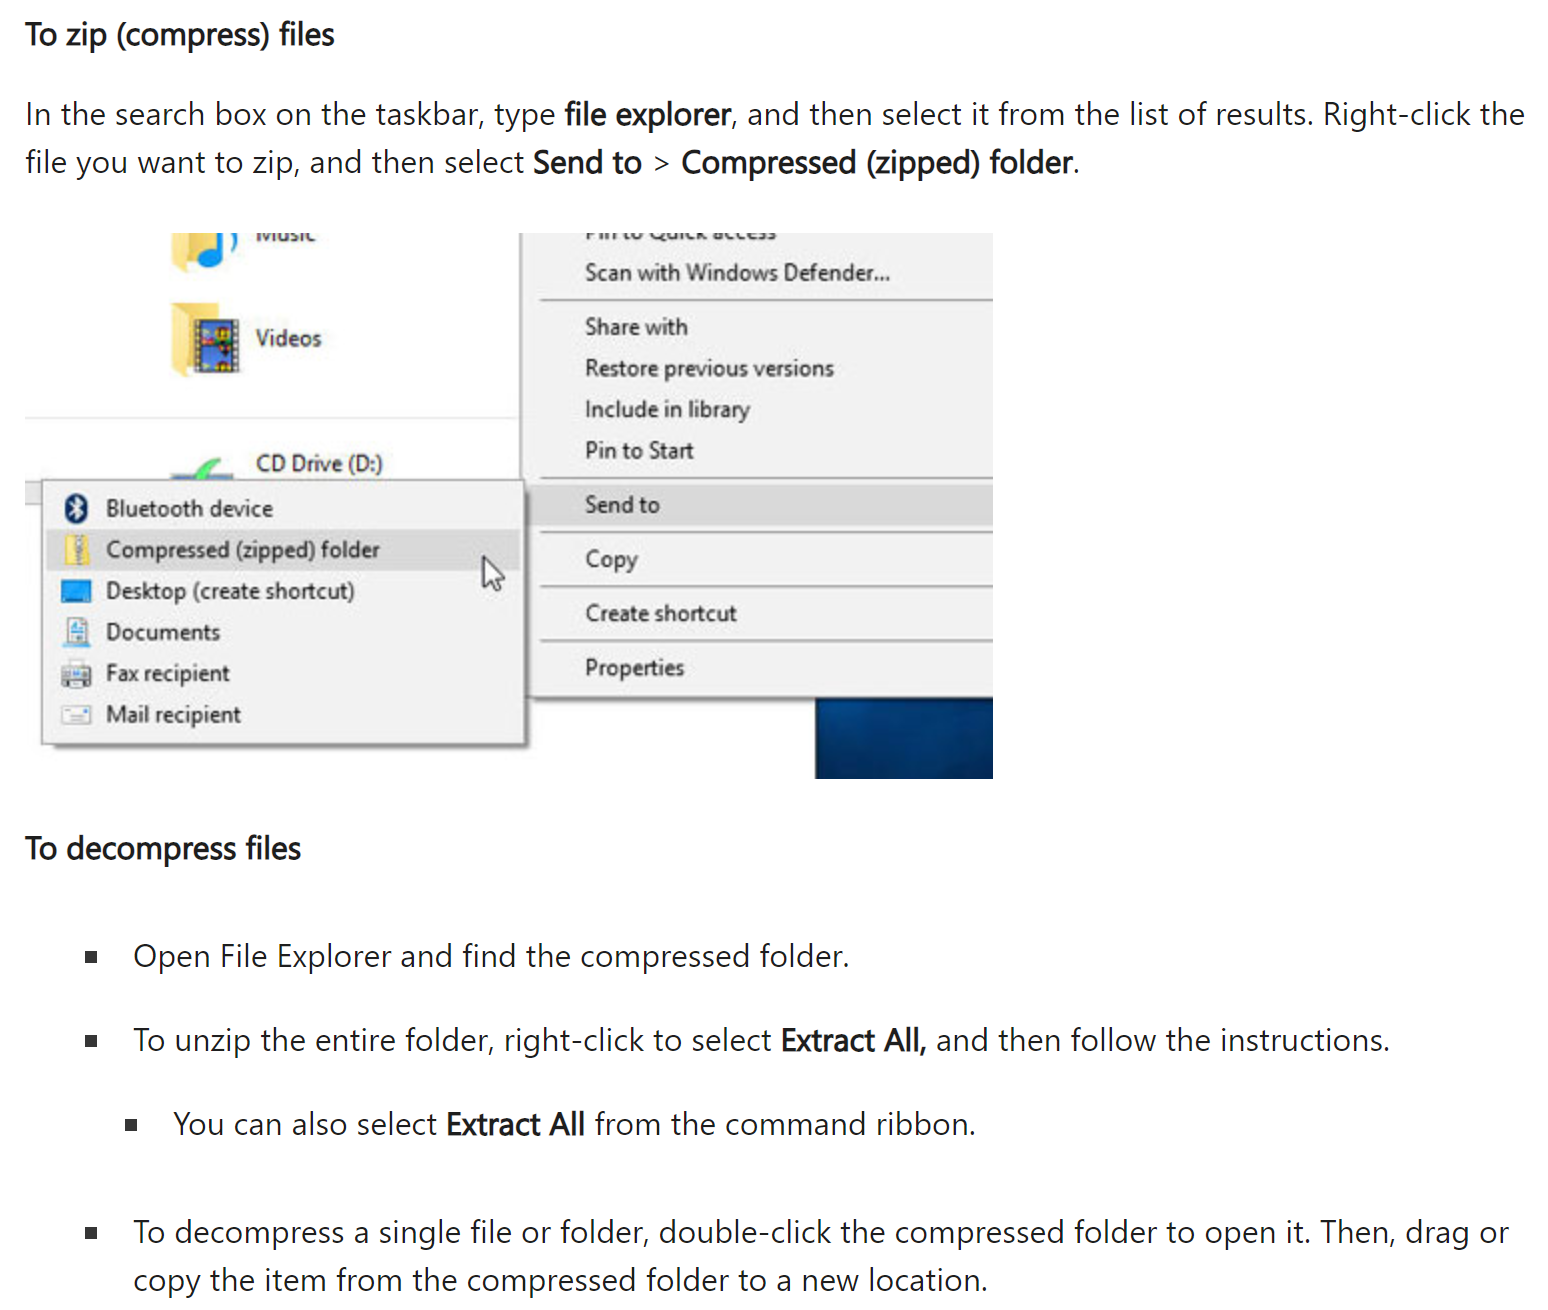 To zip (compress) files
In the search box on the taskbar, type file explorer, and then select it from the list of results. Right-click the
file you want to zip, and then select Send to > Compressed (zipped) folder.
Music
Videos
CD Drive (D:)
Pin to Quick access
Scan with Windows Defender...
Share with
Restore previous versions
Include in library
Pin to Start
Send to
Copy
Create shortcut
Properties
Bluetooth device
Compressed (zipped) folder
Desktop (create shortcut)
Documents
Fax recipient
Mail recipient
To decompress files
▪ Open File Explorer and find the compressed folder.
▪ To unzip the entire folder, right-click to select Extract All, and then follow the instructions.
▪ You can also select Extract All from the command ribbon.
▪ To decompress a single file or folder, double-click the compressed folder to open it. Then, drag or
copy the item from the compressed folder to a new location.